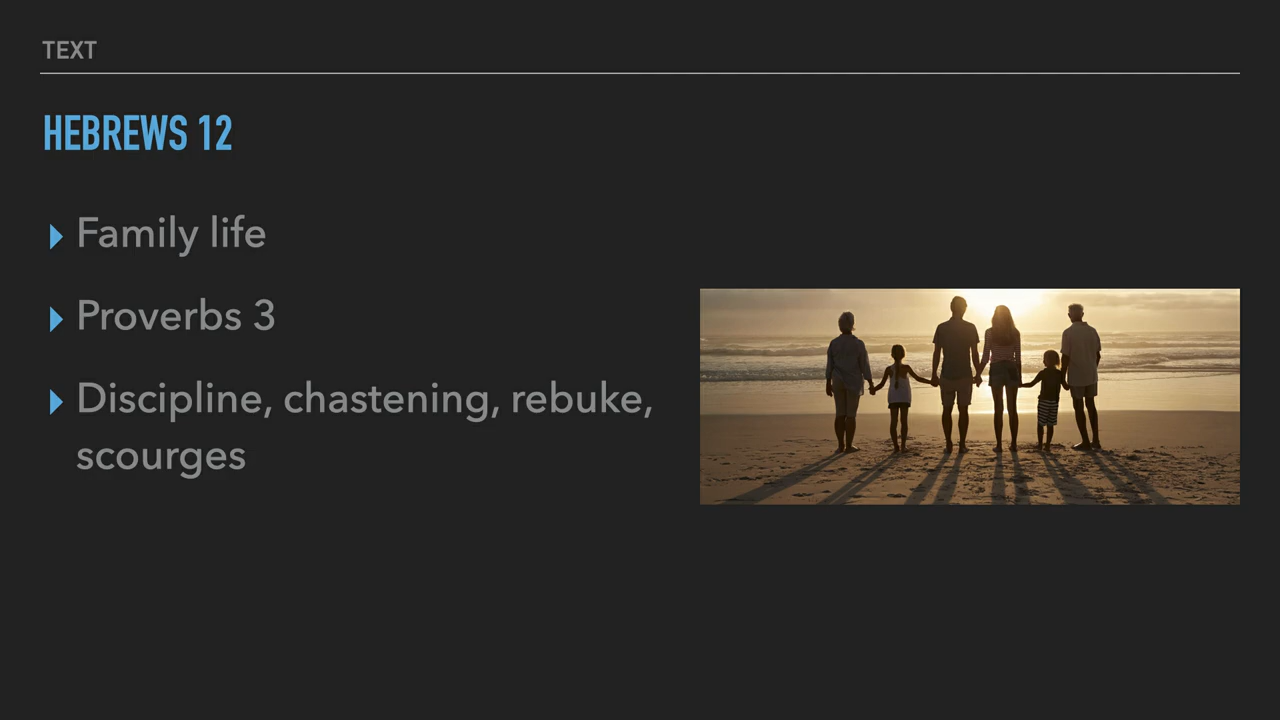 TEXT
HEBREWS 12
Family life
Proverbs 3
Discipline, chastening, rebuke,
scourges